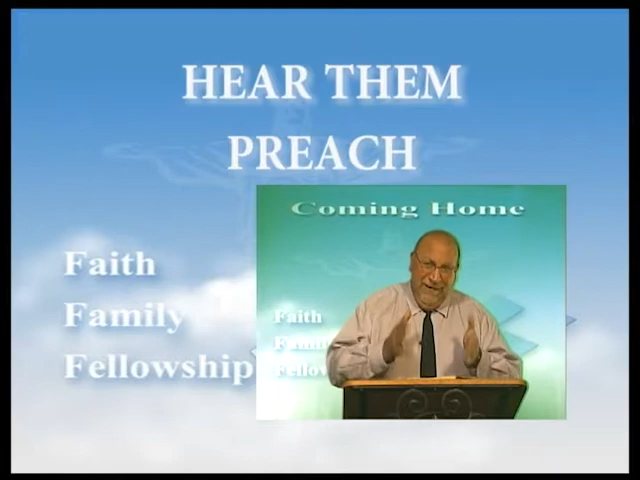 HEAR THEM
PREACH
Faith
Family
Fellowship
Coming Home
Faith